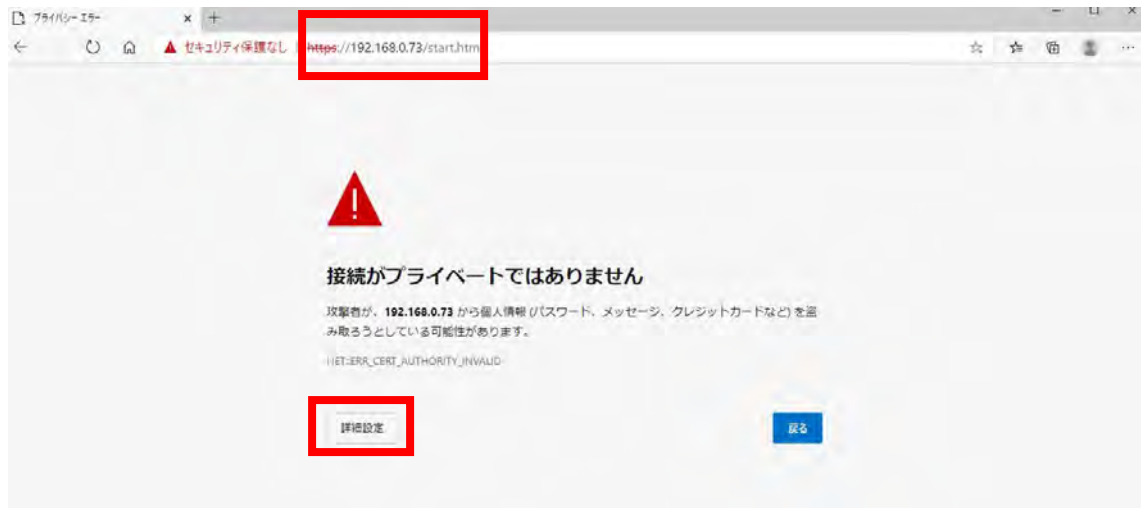 プライバシー エラー
セキュリティ保護なし https://192.168.0.73/start.htm
接続がプライベートではありません
攻撃者が、192.168.0.73 から個人情報 (パスワード、メッセージ、クレジットカードなど) を盗
み取ろうとしている可能性があります。
NET::ERR_CERT_AUTHORITY_INVALID
詳細設定
戻る